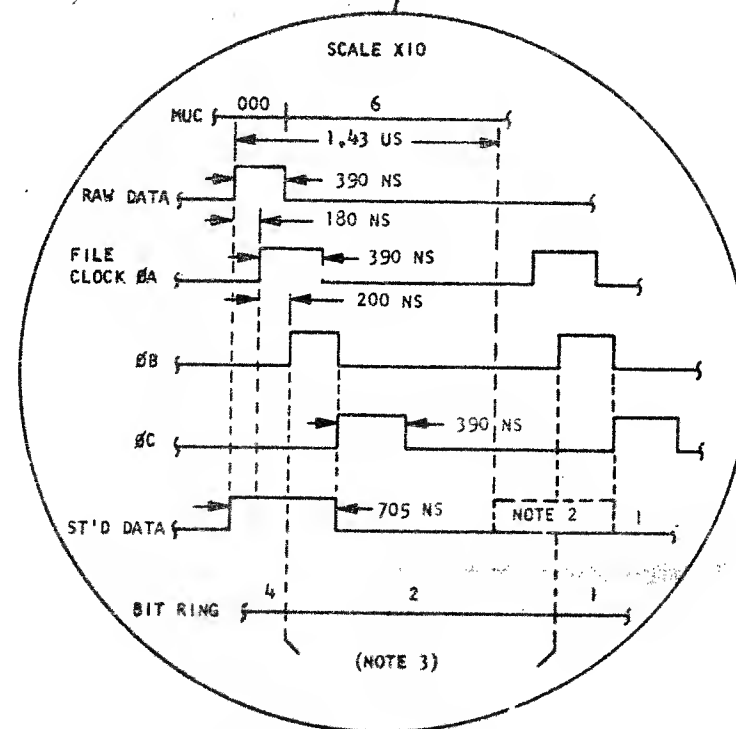 SCALE X10
000 6
MUC
1.43 US
390 NS
RAW DATA
180 NS
FILE
CLOCK ØA
390 NS
200 NS
ØB
ØC
390 NS
ST'D DATA
705 NS
NOTE 2
1
4 2 1
BIT RING
(NOTE 3)